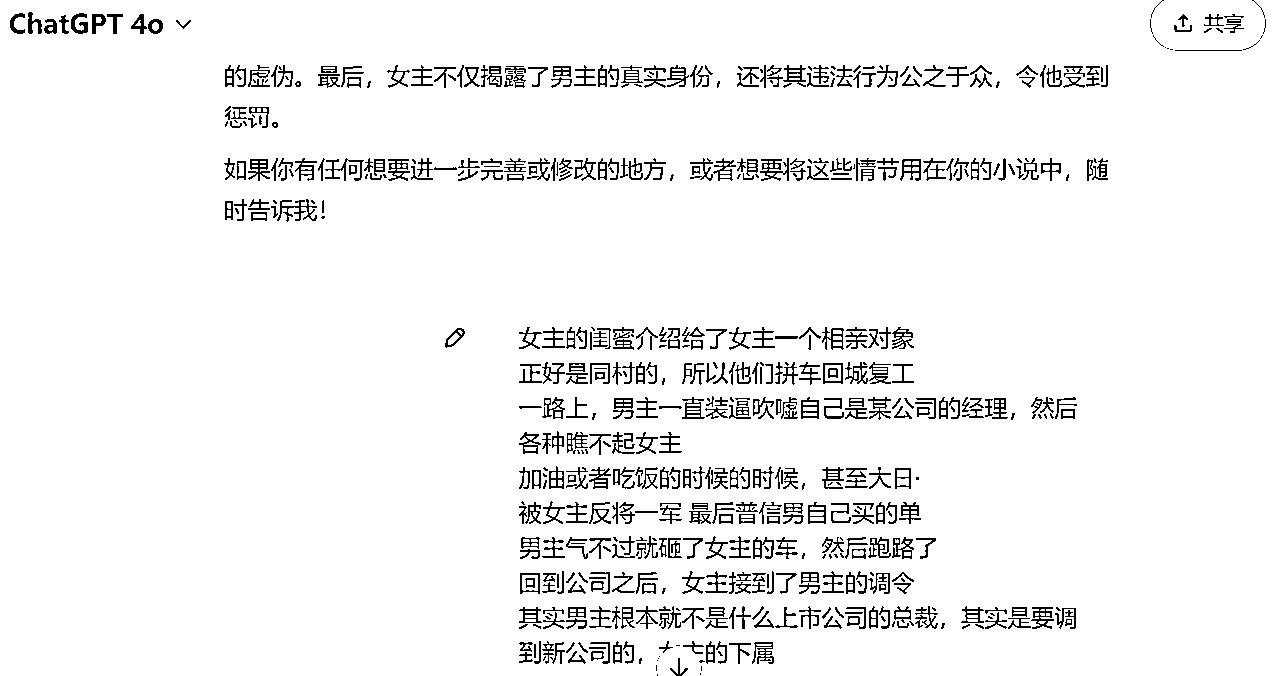 ChatGPT 4o
共享
的虚伪。最后，女主不仅揭露了男主的真实身份，还将其违法行为公之于众，令他受到
惩罚。
如果你有任何想要进一步完善或修改的地方，或者想要将这些情节用在你的小说中，随
时告诉我！
女主的闺蜜介绍给了女主一个相亲对象
正好是同村的，所以他们拼车回城复工
一路上，男主一直装逼吹嘘自己是某公司的经理，然后
各种瞧不起女主
加油或者吃饭的时候的时候，甚至大日·
被女主反将一军 最后普信男自己买的单
男主气不过就砸了女主的车，然后跑路了
回到公司之后，女主接到了男主的调令
其实男主根本就不是什么上市公司的总裁，其实是要调
到新公司的，女主的下属